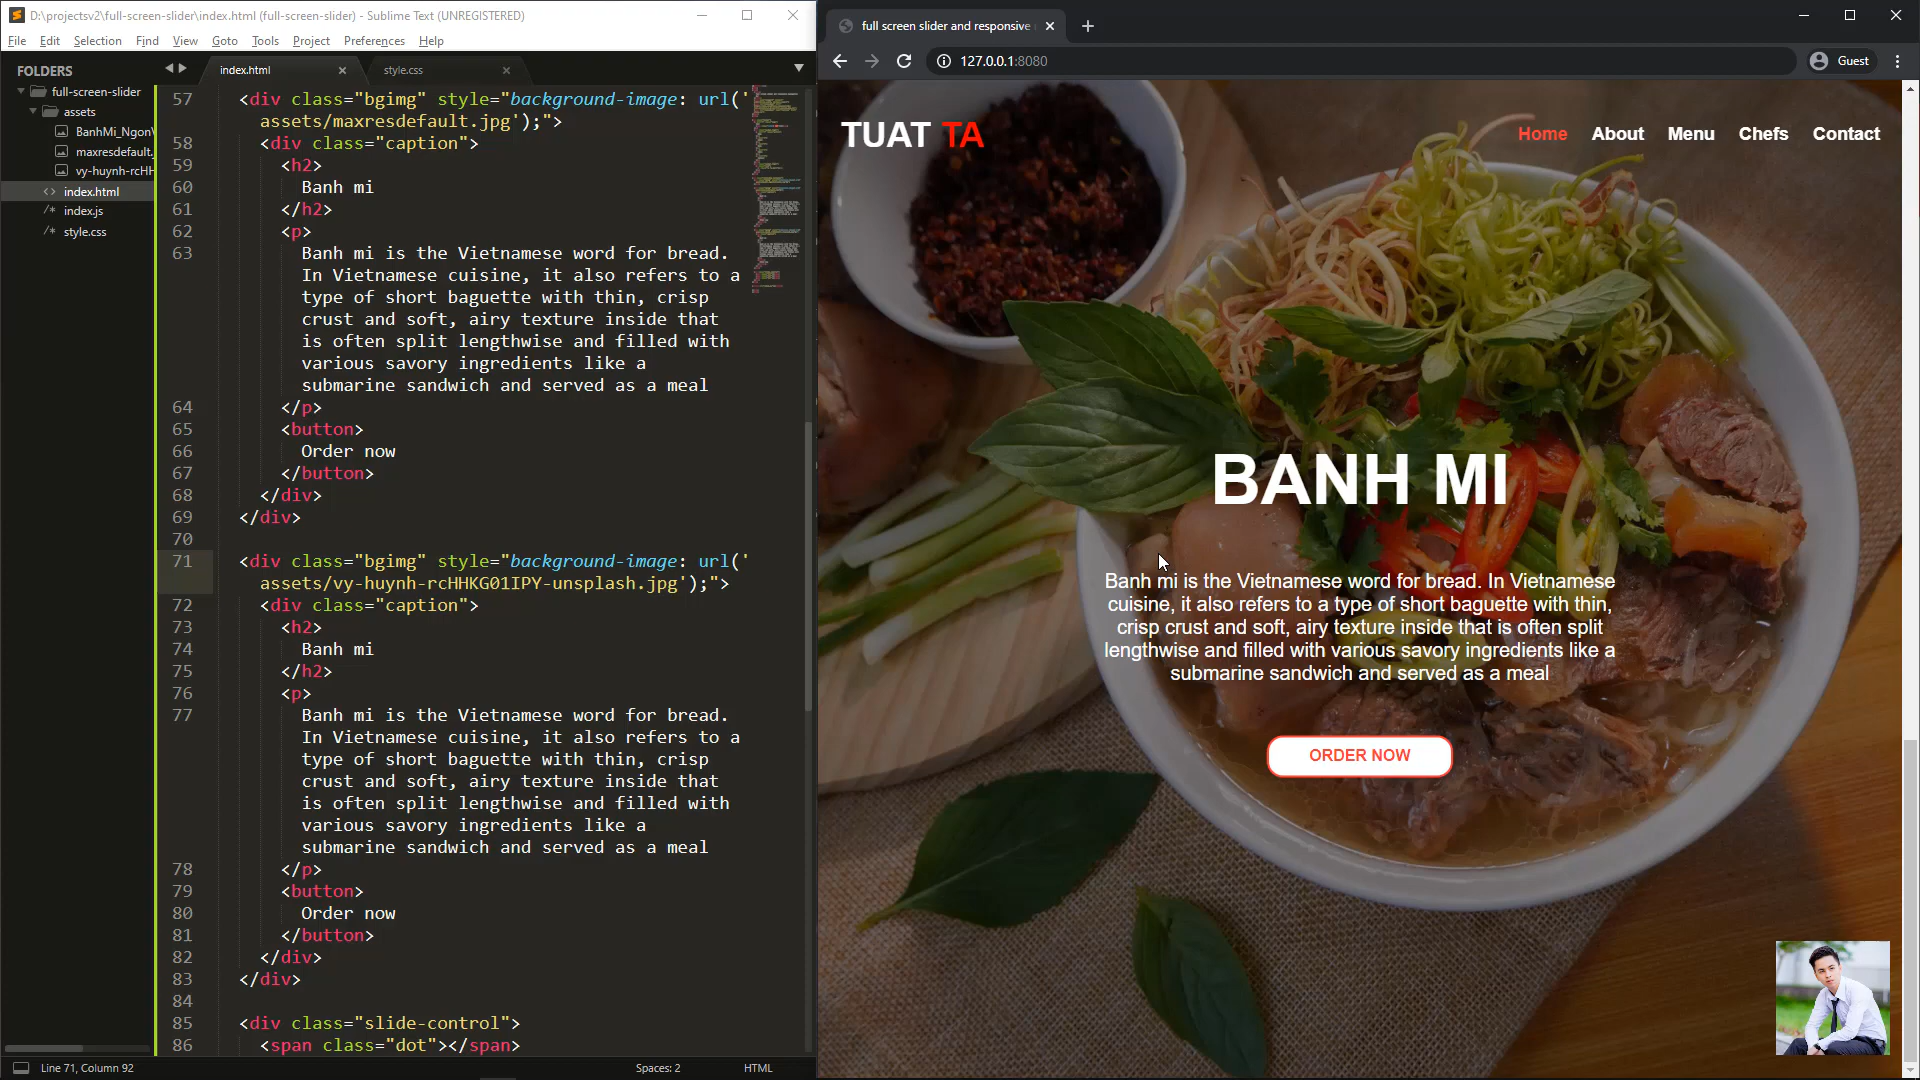 D:\projectsv2\full-screen-slider\index.html (full-screen-slider) - Sublime Text (UNREGISTERED)
File Edit Selection Find View Goto Tools Project Preferences Help
FOLDERS
full-screen-slider
assets
BanhMi_Ngon
maxresdefault.
vy-huynh-rcHH
index.html
index.js
style.css
index.html
style.css
57 <div class="bgimg" style="background-image: url('
assets/maxresdefault.jpg');">
58 <div class="caption">
59 <h2>
60 Banh mi
61 </h2>
62 <p>
63 Banh mi is the Vietnamese word for bread.
In Vietnamese cuisine, it also refers to a
type of short baguette with thin, crisp
crust and soft, airy texture inside that
is often split lengthwise and filled with
various savory ingredients like a
submarine sandwich and served as a meal
64 </p>
65 <button>
66 Order now
67 </button>
68 </div>
69 </div>
70
71 <div class="bgimg" style="background-image: url('
assets/vy-huynh-rcHHKG01IPY-unsplash.jpg');">
72 <div class="caption">
73 <h2>
74 Banh mi
75 </h2>
76 <p>
77 Banh mi is the Vietnamese word for bread.
In Vietnamese cuisine, it also refers to a
type of short baguette with thin, crisp
crust and soft, airy texture inside that
is often split lengthwise and filled with
various savory ingredients like a
submarine sandwich and served as a meal
78 </p>
79 <button>
80 Order now
81 </button>
82 </div>
83 </div>
84
85 <div class="slide-control">
86 <span class="dot"></span>
Line 71, Column 92
Spaces: 2
HTML
full screen slider and responsive
127.0.0.1:8080
Guest
TUAT TA
Home About Menu Chefs Contact
BANH MI
Banh mi is the Vietnamese word for bread. In Vietnamese
cuisine, it also refers to a type of short baguette with thin,
crisp crust and soft, airy texture inside that is often split
lengthwise and filled with various savory ingredients like a
submarine sandwich and served as a meal
ORDER NOW